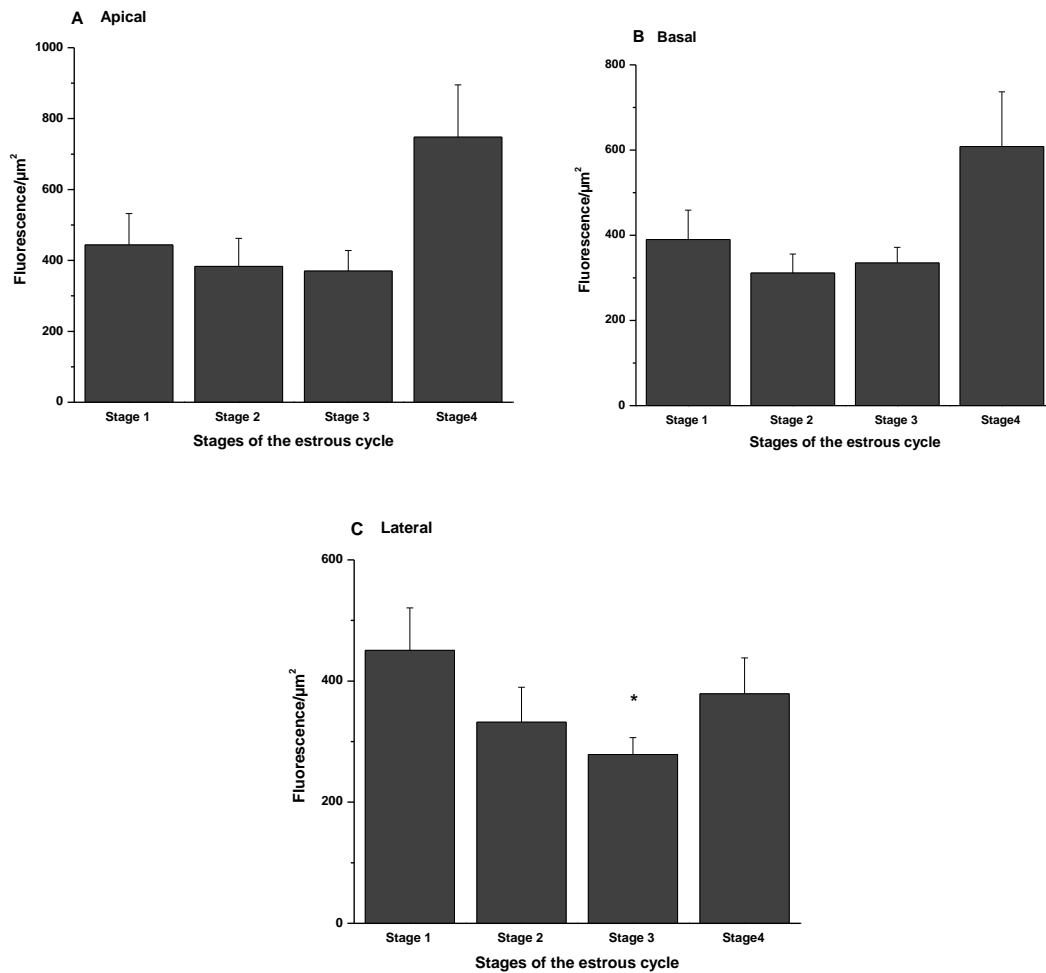 A Apical
1000
800
600
400
200
0
Fluorescence/µm²
Stage 1 Stage 2 Stage 3 Stage4
Stages of the estrous cycle
B Basal
800
600
400
200
0
Fluorescence/µm²
Stage 1 Stage 2 Stage 3 Stage4
Stages of the estrous cycle
C Lateral
600
400
200
0
Fluorescence/µm²
*
Stage 1 Stage 2 Stage 3 Stage4
Stages of the estrous cycle